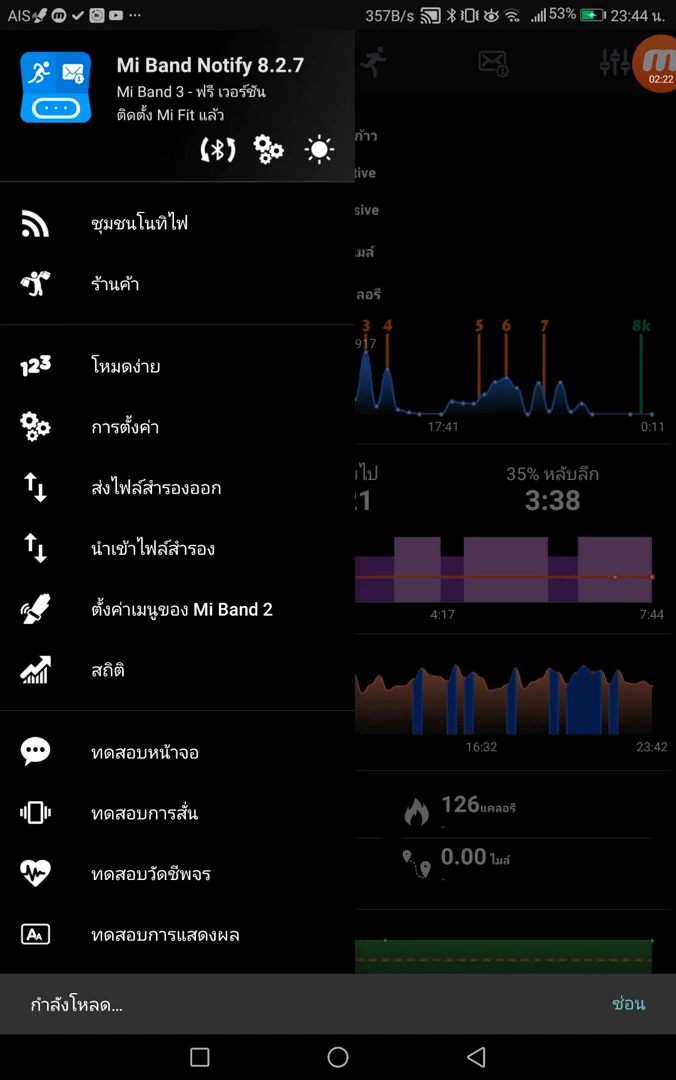 AIS 357B/s 53% 23:44 น.
Mi Band Notify 8.2.7
Mi Band 3 - ฟรี เวอร์ชัน
ติดตั้ง Mi Fit แล้ว
02:22
ชุมชนโนทิไฟ
ร้านค้า
โหมดง่าย
การตั้งค่า
ส่งไฟล์สำรองออก
นำเข้าไฟล์สำรอง
ตั้งค่าเมนูของ Mi Band 2
สถิติ
ทดสอบหน้าจอ
ทดสอบการสั่น
ทดสอบวัดชีพจร
ทดสอบการแสดงผล
ก้าว
tive
sive
ไมล์
ลอรี
3 4 5 6 7 8k
917
17:41 0:11
35% หลับลึก
3:38
4:17 7:44
16:32 23:42
126แคลอรี
-
0.00 ไมล์
-
กำลังโหลด... ซ่อน